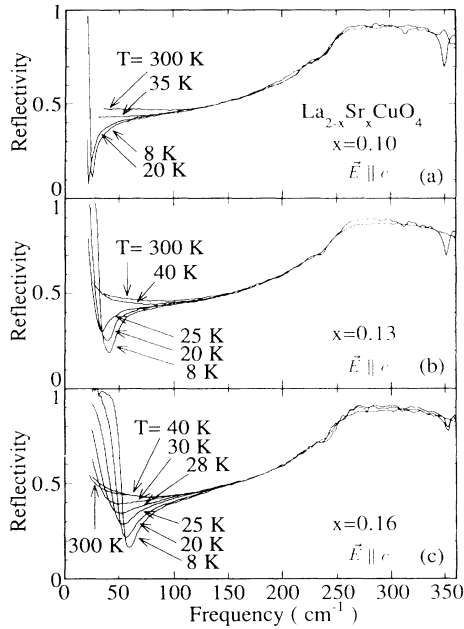 1
T= 300 K
35 K
0.5
La2-xSrxCuO4
8 K
x=0.10
20 K
E⃗ || c
(a)
0
Reflectivity
1
T=300 K
40 K
0.5
25 K
20 K
x=0.13
8 K
E⃗ || c
(b)
0
Reflectivity
1
T= 40 K
30 K
28 K
0.5
25 K
300 K
20 K
x=0.16
8 K
E⃗ || c
(c)
0
Reflectivity
0 50 100 150 200 250 300 350
Frequency ( cm-1 )